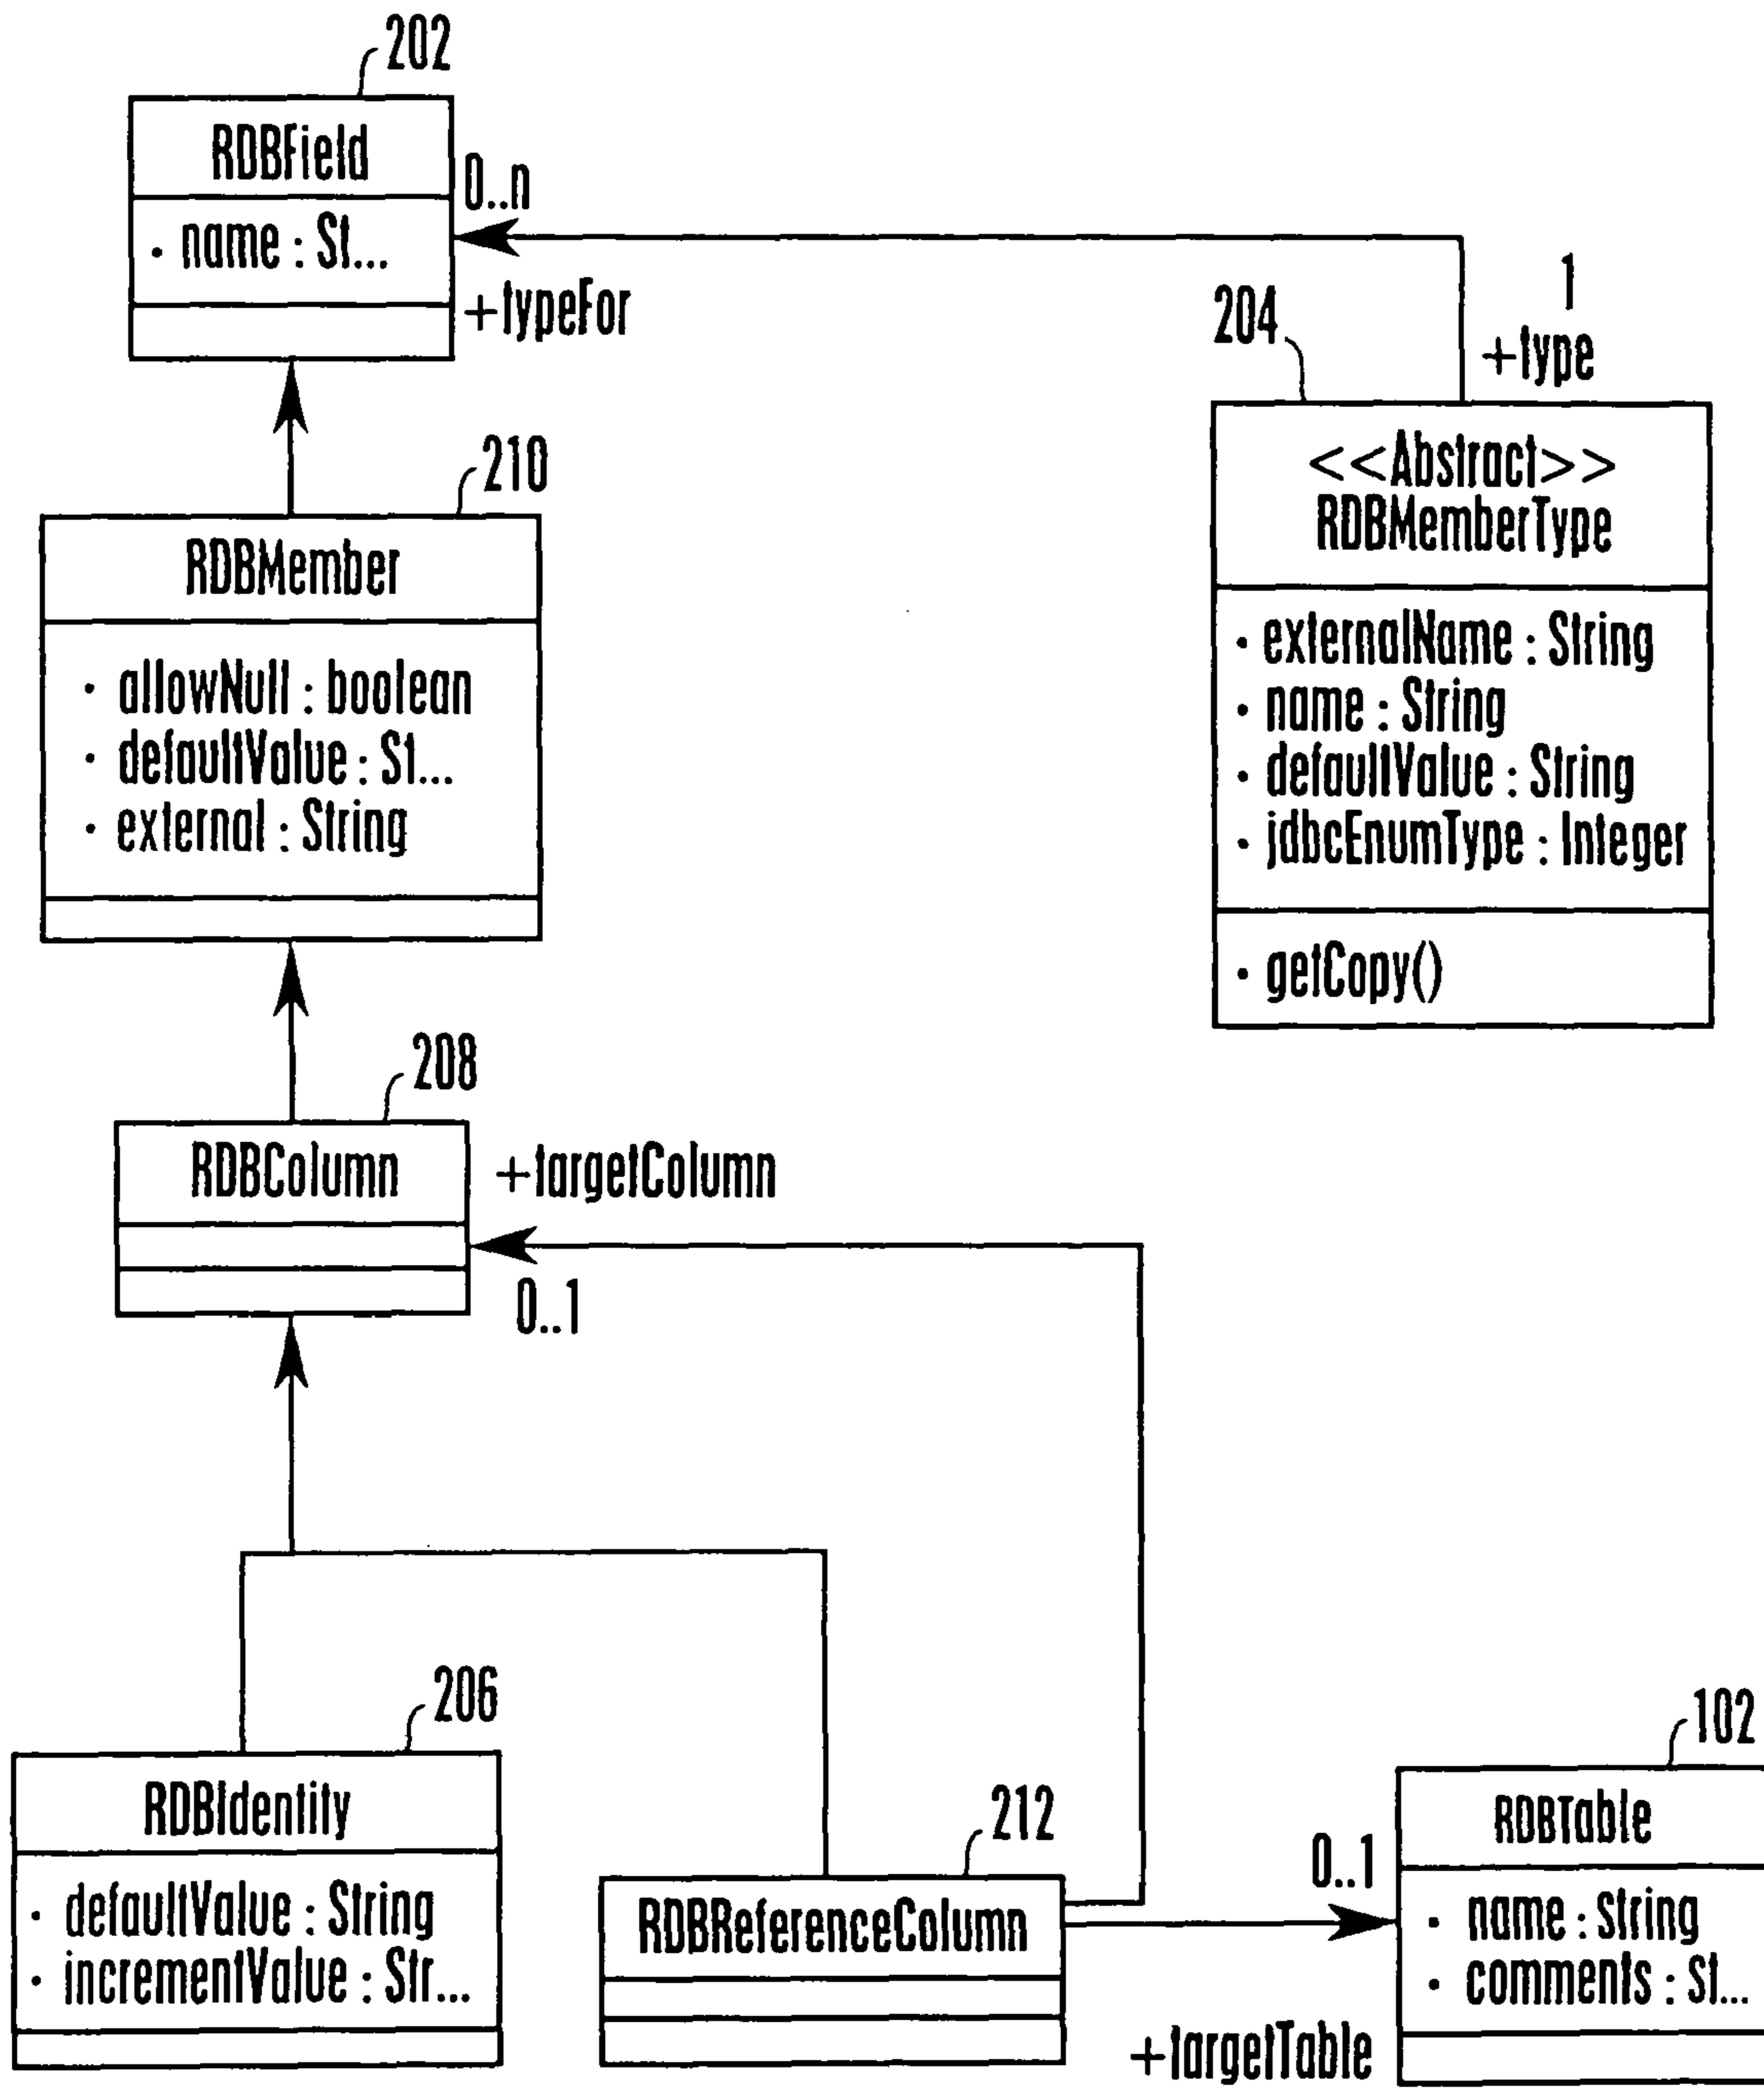 202
RDBField
0..n
· name : St...
+typeFor
1
204
+type
<<Abstract>>
RDBMemberType
· externalName : String
· name : String
· defaultValue : String
· jdbcEnumType : Integer
· getCopy()
210
RDBMember
· allowNull : boolean
· defaultValue : St...
· external : String
208
RDBColumn
+targetColumn
0..1
206
RDBIdentity
· defaultValue : String
· incrementValue : Str...
212
RDBReferenceColumn
102
0..1
RDBTable
· name : String
· comments : St...
+targetTable